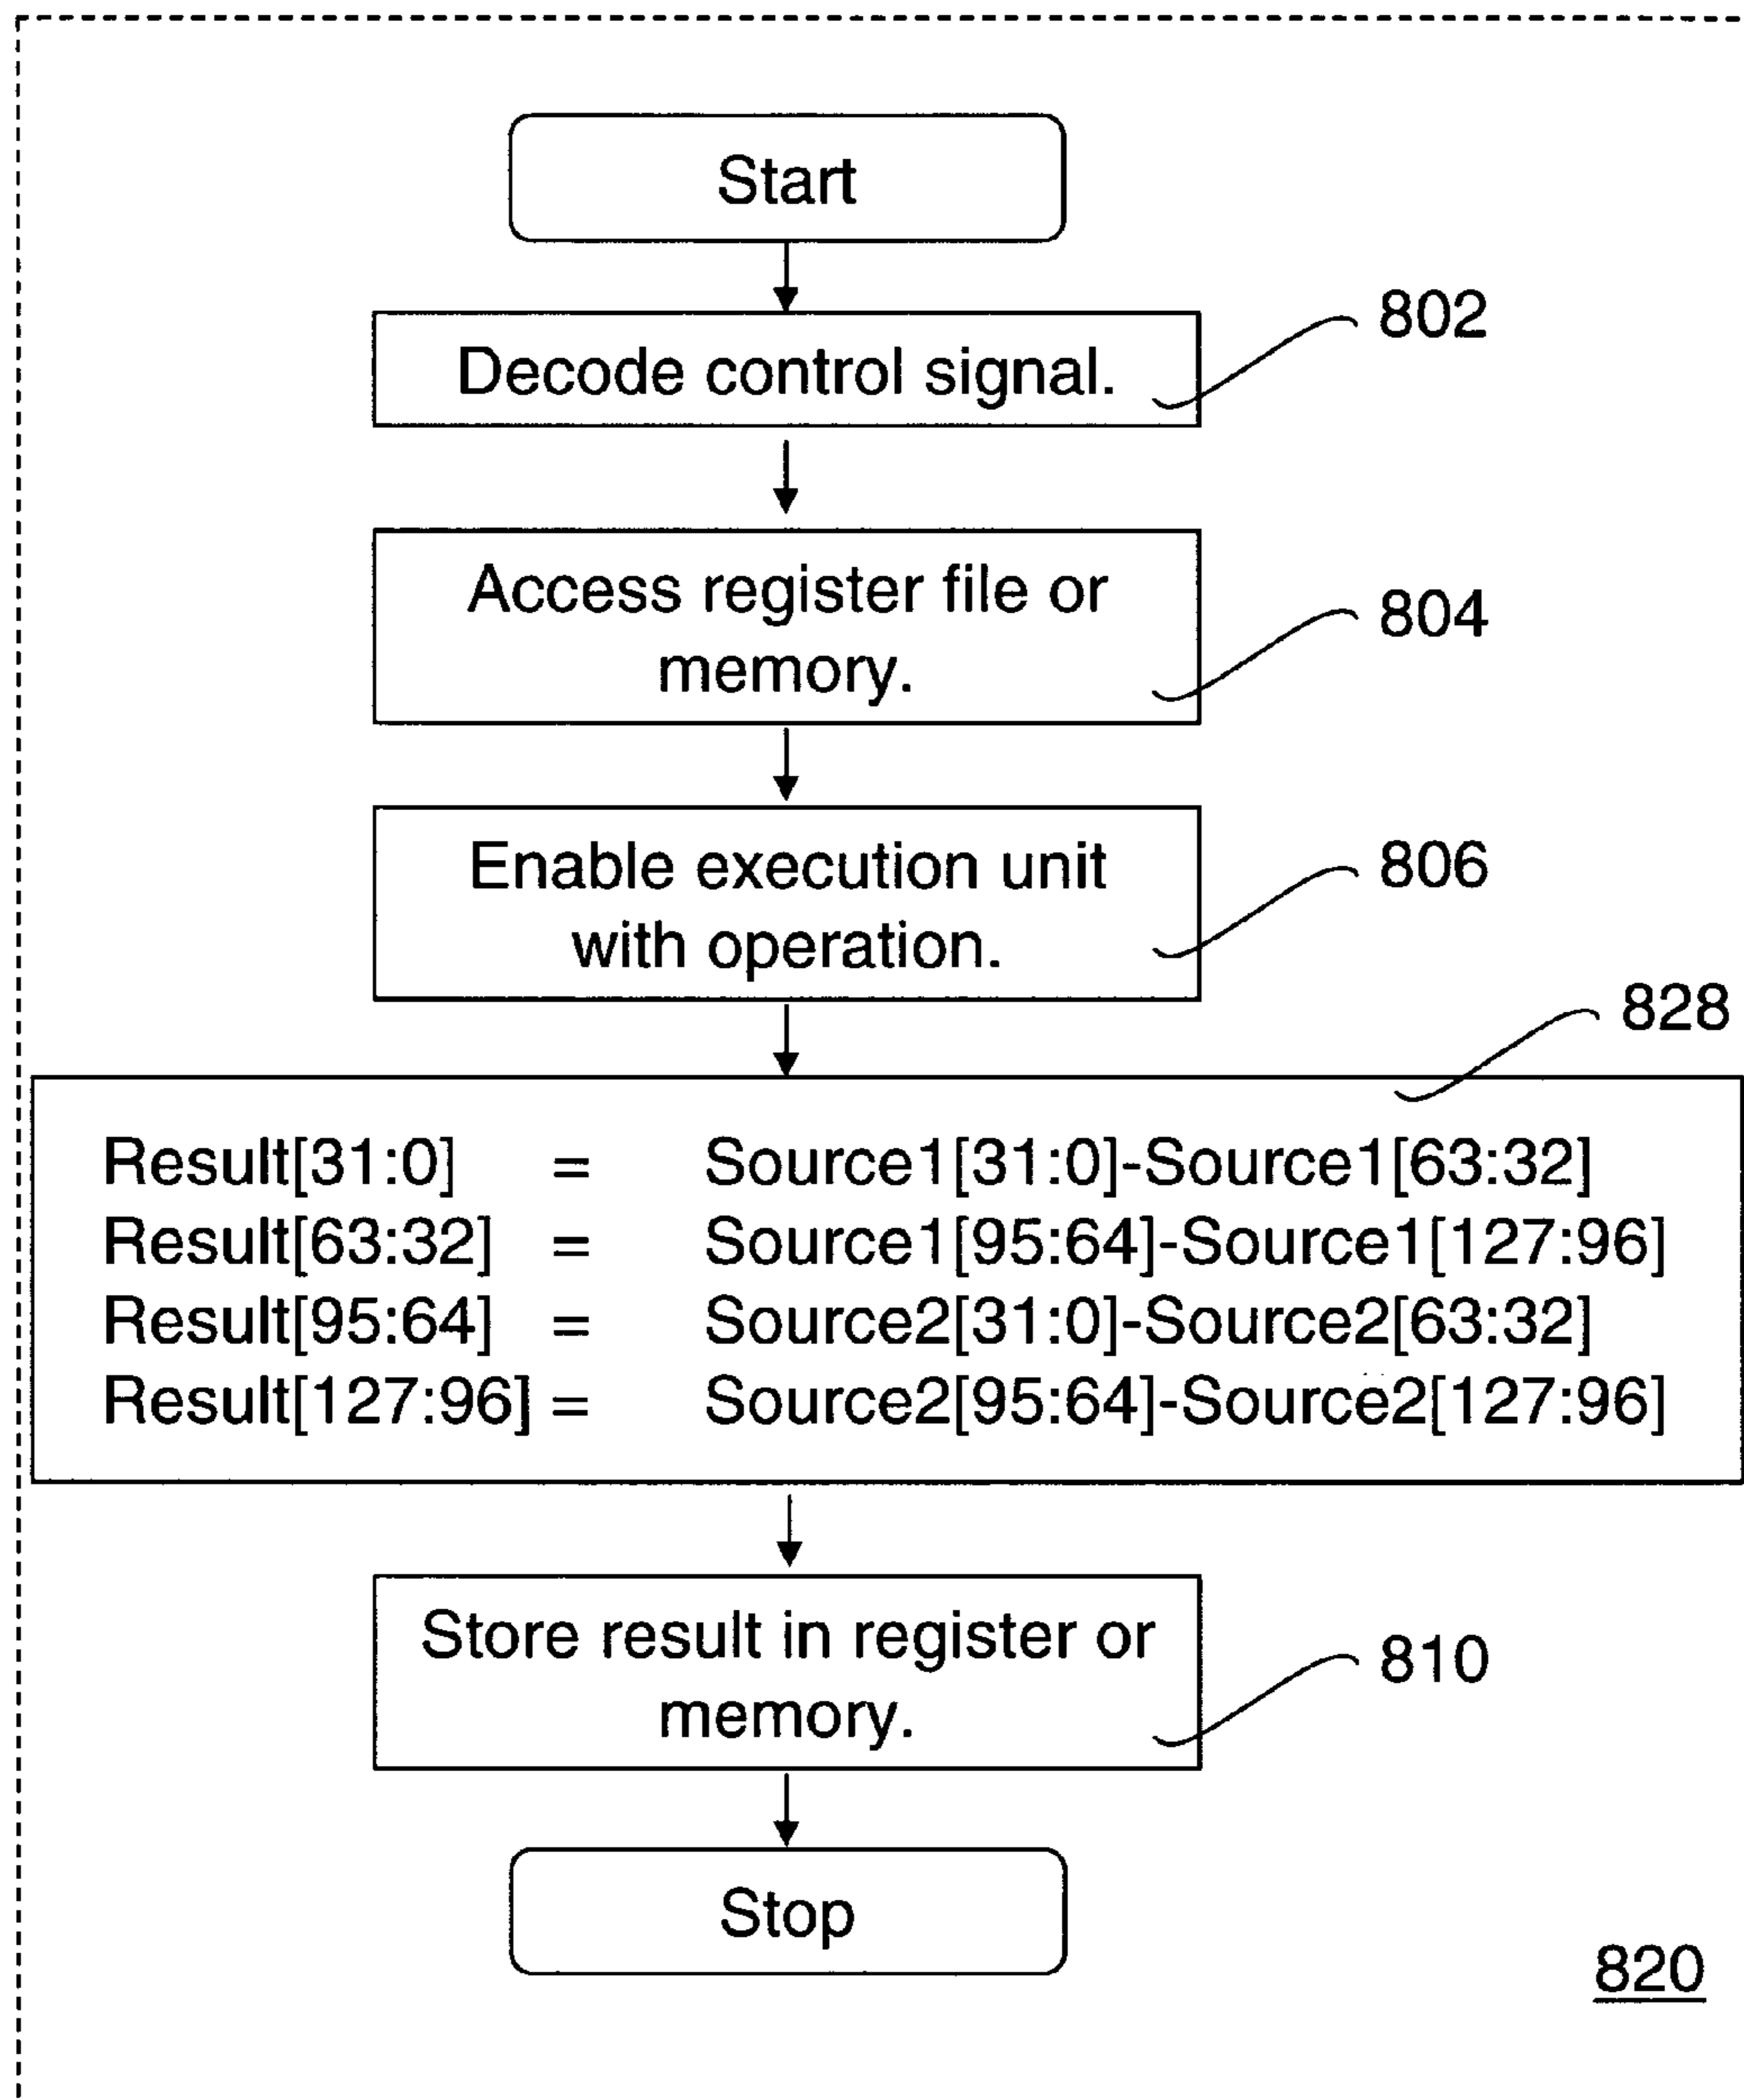 Start
802
Decode control signal.
Access register file or
memory.
804
Enable execution unit
with operation.
806
828
Result[31:0] = Source1[31:0]-Source1[63:32]
Result[63:32] = Source1[95:64]-Source1[127:96]
Result[95:64] = Source2[31:0]-Source2[63:32]
Result[127:96] = Source2[95:64]-Source2[127:96]
Store result in register or
memory.
810
Stop
820